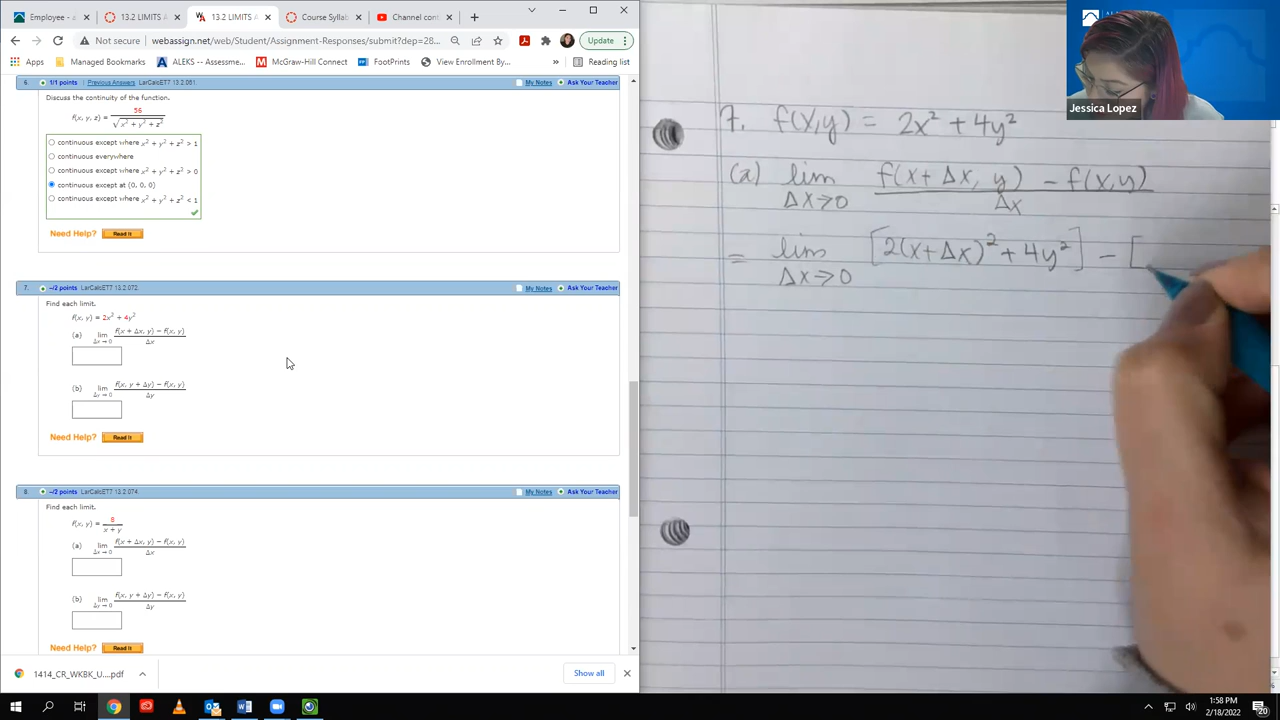 Employee -
13.2 LIMITS A
13.2 LIMITS A
Course Syllab
Channel cont
Not secure
webassign.net/web/Student/Assignment-Responses/submit?dep=28...
Update
Apps
Managed Bookmarks
ALEKS -- Assessme...
McGraw-Hill Connect
FootPrints
View Enrollment By...
»
Reading list
6. 1/1 points Previous Answers LarCalcET7 13.2.061. My Notes Ask Your Teacher
Discuss the continuity of the function.
f(x, y, z) = 56 / √(x² + y² + z²)
continuous except where x² + y² + z² > 1
continuous everywhere
continuous except where x² + y² + z² > 0
continuous except at (0, 0, 0)
continuous except where x² + y² + z² < 1
Need Help? Read It
7. –/2 points LarCalcET7 13.2.072. My Notes Ask Your Teacher
Find each limit.
f(x, y) = 2x² + 4y²
(a) lim Δx→0 f(x + Δx, y) − f(x, y) / Δx
(b) lim Δy→0 f(x, y + Δy) − f(x, y) / Δy
Need Help? Read It
8. –/2 points LarCalcET7 13.2.074. My Notes Ask Your Teacher
Find each limit.
f(x, y) = 8 / x + y
(a) lim Δx→0 f(x + Δx, y) − f(x, y) / Δx
(b) lim Δy→0 f(x, y + Δy) − f(x, y) / Δy
Need Help? Read It
1414_CR_WKBK_U....pdf
Show all
Jessica Lopez
7. f(x,y) = 2x² + 4y²
(a) lim Δx→0 f(x+Δx, y) − f(x,y) / Δx
= lim Δx→0 [2(x+Δx)² + 4y²] − [
1:58 PM
2/18/2022
20